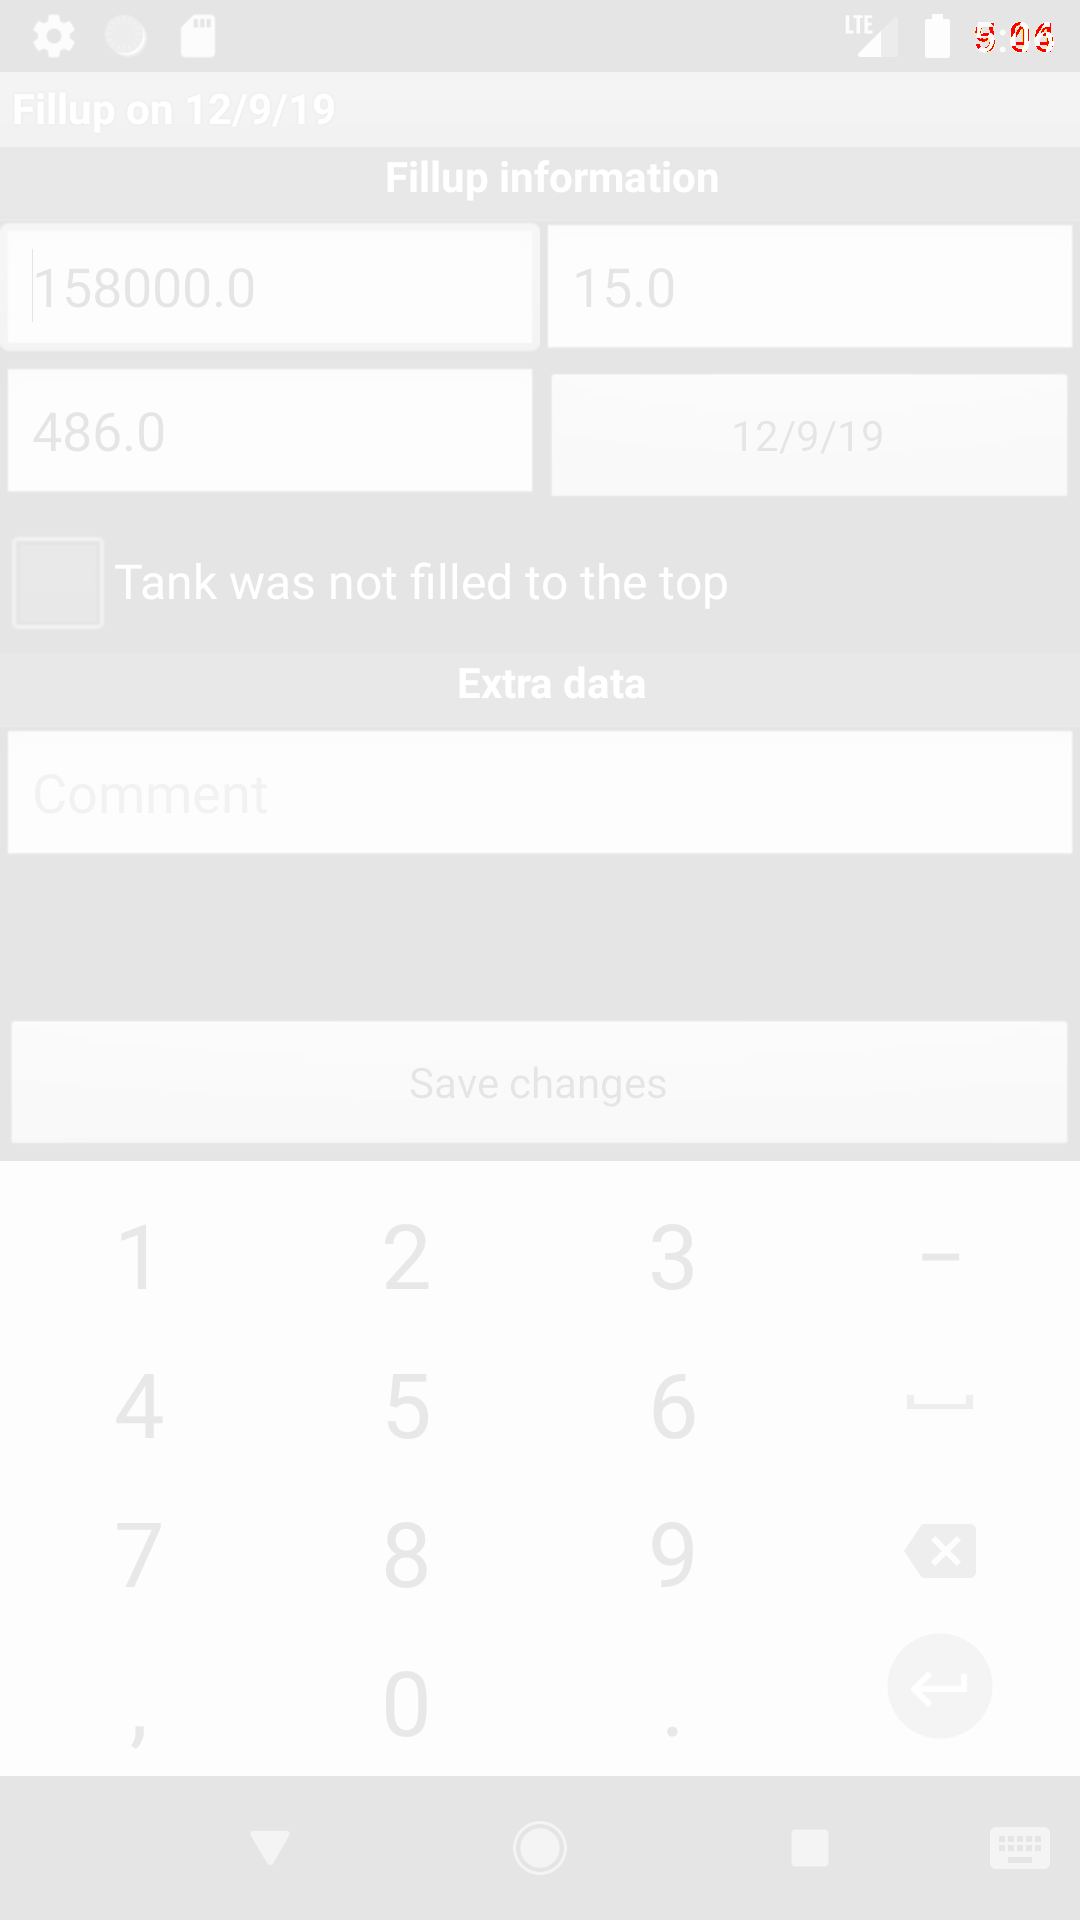 LTE
Fillup on 12/9/19
Fillup information
158000.0 15.0
486.0 12/9/19
Tank was not filled to the top
Extra data
Comment
Save changes
1 2 3 –
4 5 6
7 8 9
, 0 .